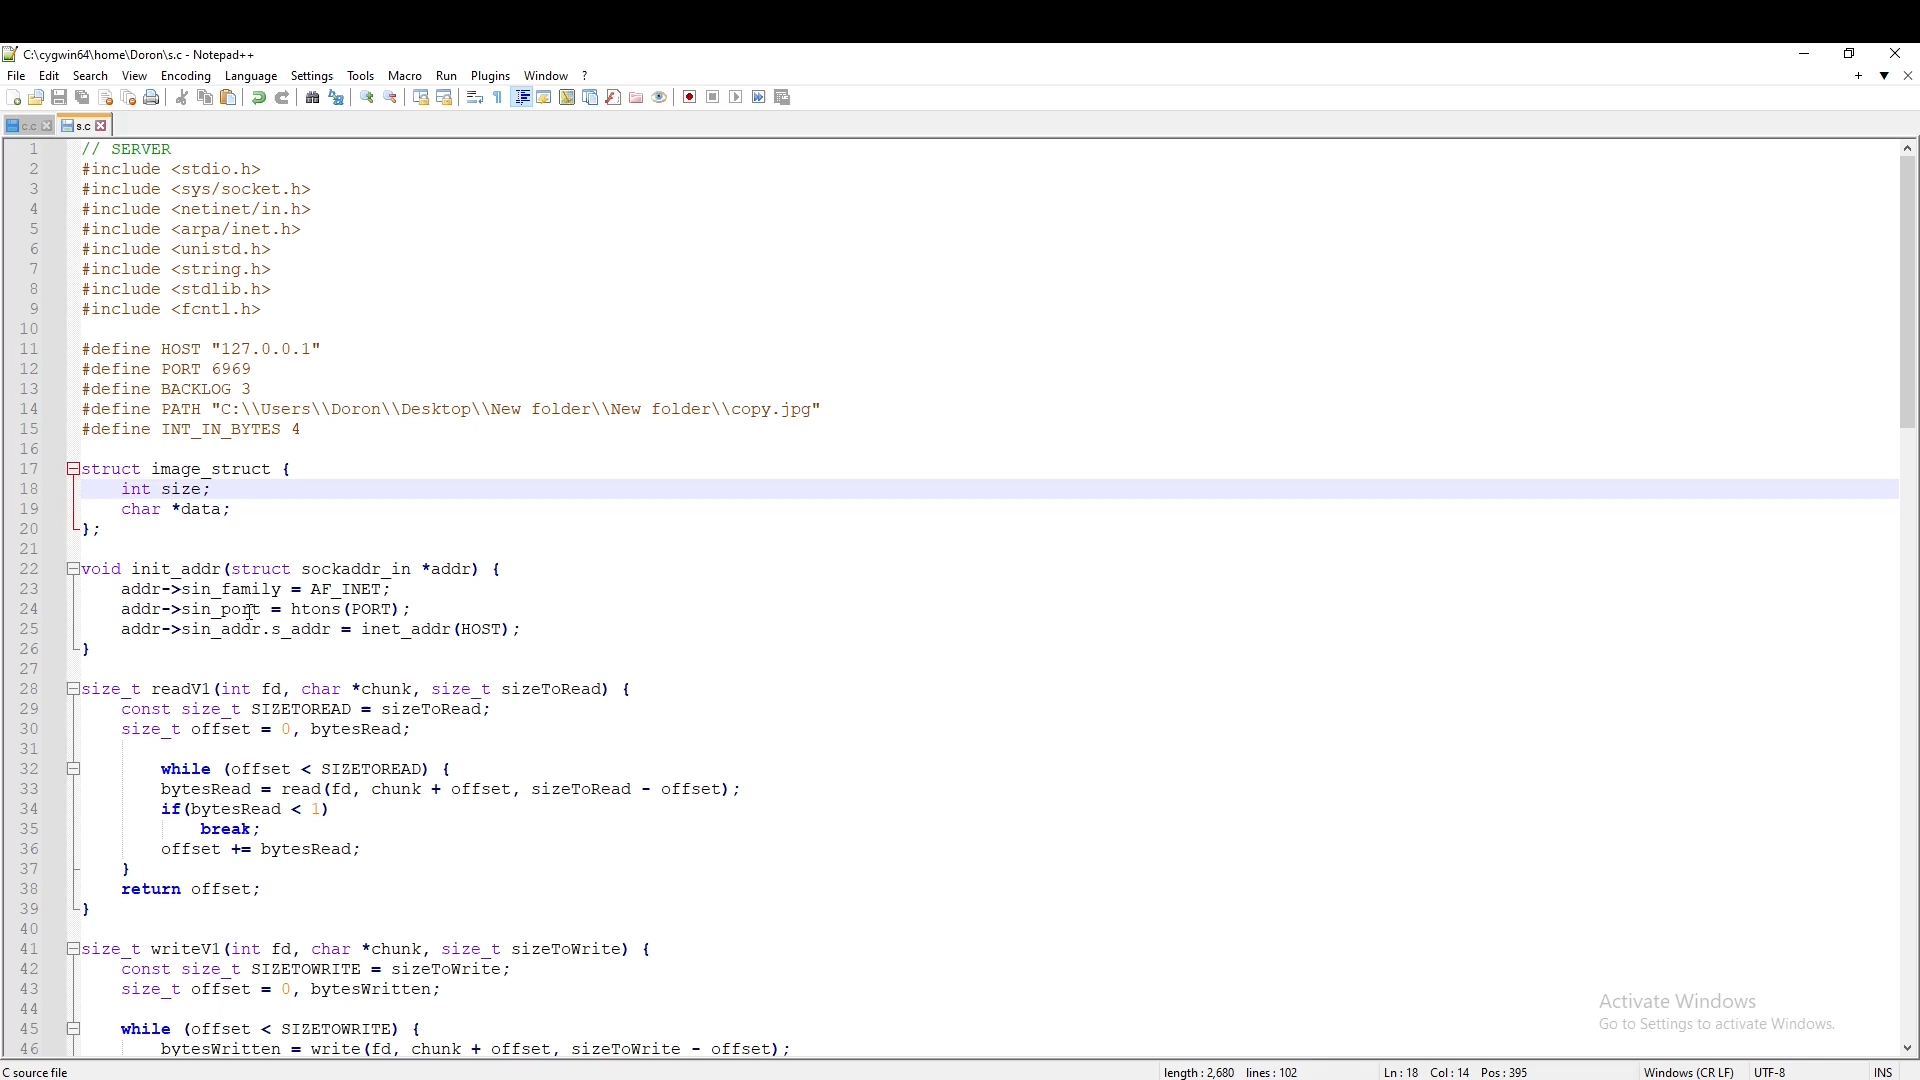 C:\cygwin64\home\Doron\s.c - Notepad++
File Edit Search View Encoding Language Settings Tools Macro Run Plugins Window ?
c.c s.c
1 // SERVER
2 #include <stdio.h>
3 #include <sys/socket.h>
4 #include <netinet/in.h>
5 #include <arpa/inet.h>
6 #include <unistd.h>
7 #include <string.h>
8 #include <stdlib.h>
9 #include <fcntl.h>
10
11 #define HOST "127.0.0.1"
12 #define PORT 6969
13 #define BACKLOG 3
14 #define PATH "C:\\Users\\Doron\\Desktop\\New folder\\New folder\\copy.jpg"
15 #define INT_IN_BYTES 4
16
17 struct image_struct {
18 int size;
19 char *data;
20 };
21
22 void init_addr(struct sockaddr_in *addr) {
23 addr->sin_family = AF_INET;
24 addr->sin_port = htons(PORT);
25 addr->sin_addr.s_addr = inet_addr(HOST);
26 }
27
28 size_t readV1(int fd, char *chunk, size_t sizeToRead) {
29 const size_t SIZETOREAD = sizeToRead;
30 size_t offset = 0, bytesRead;
31
32 while (offset < SIZETOREAD) {
33 bytesRead = read(fd, chunk + offset, sizeToRead - offset);
34 if(bytesRead < 1)
35 break;
36 offset += bytesRead;
37 }
38 return offset;
39 }
40
41 size_t writeV1(int fd, char *chunk, size_t sizeToWrite) {
42 const size_t SIZETOWRITE = sizeToWrite;
43 size_t offset = 0, bytesWritten;
44
45 while (offset < SIZETOWRITE) {
46 bytesWritten = write(fd, chunk + offset, sizeToWrite - offset);
Activate Windows
Go to Settings to activate Windows.
C source file length : 2,680 lines : 102 Ln : 18 Col : 14 Pos : 395 Windows (CR LF) UTF-8 INS